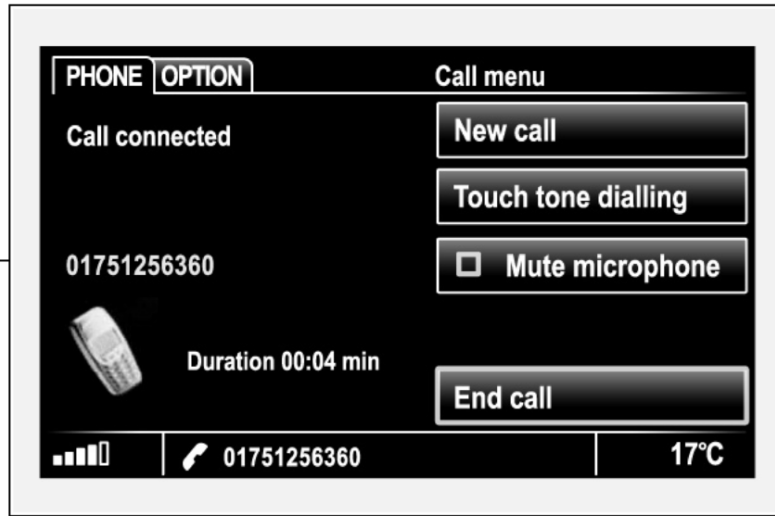 PHONE OPTION Call menu
Call connected
New call
Touch tone dialling
01751256360
Mute microphone
Duration 00:04 min
End call
01751256360 17°C